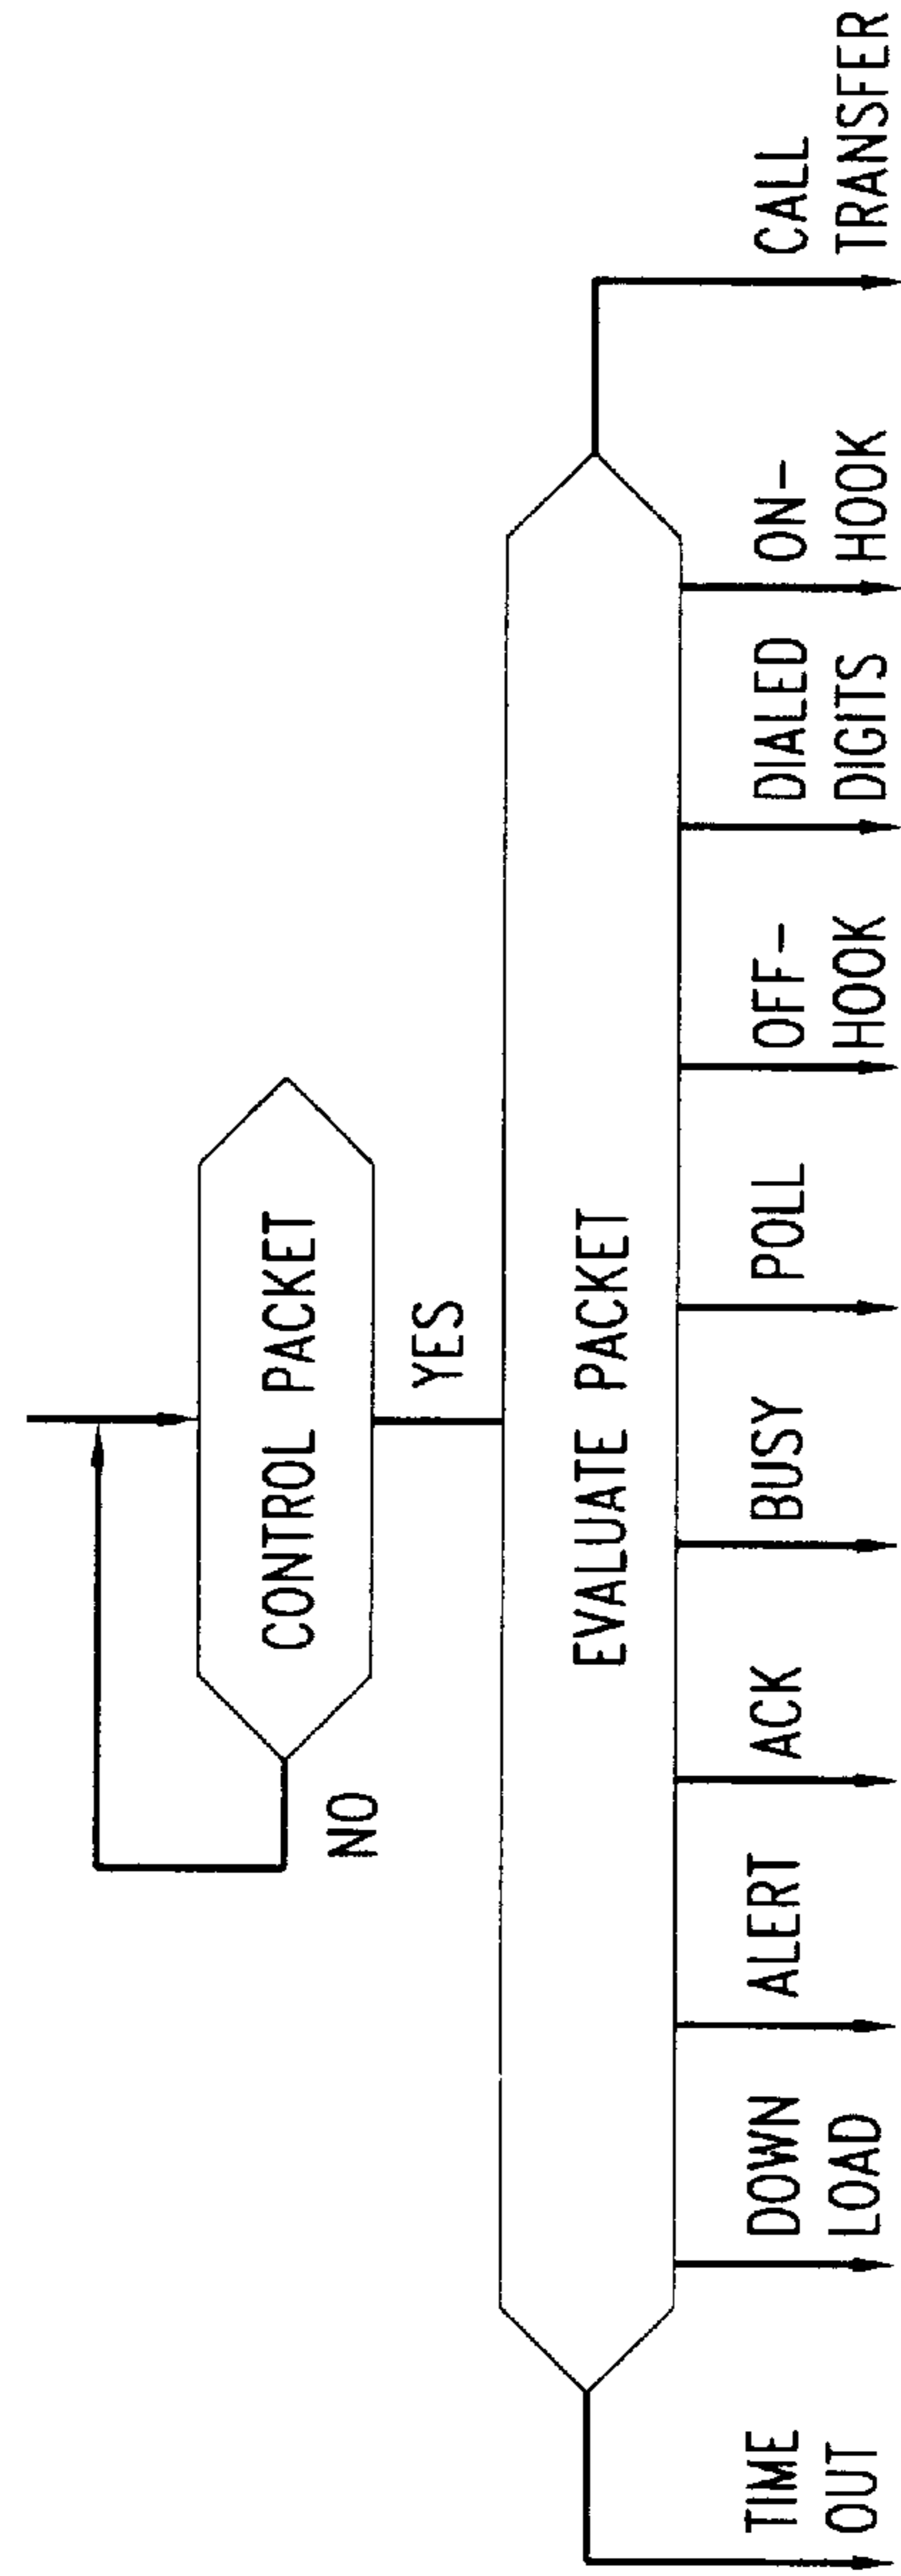 CONTROL PACKET
NO
YES
EVALUATE PACKET
TIME
OUT
DOWN
LOAD
ALERT
ACK
BUSY
POLL
OFF-
HOOK
DIALED
DIGITS
ON-
HOOK
CALL
TRANSFER